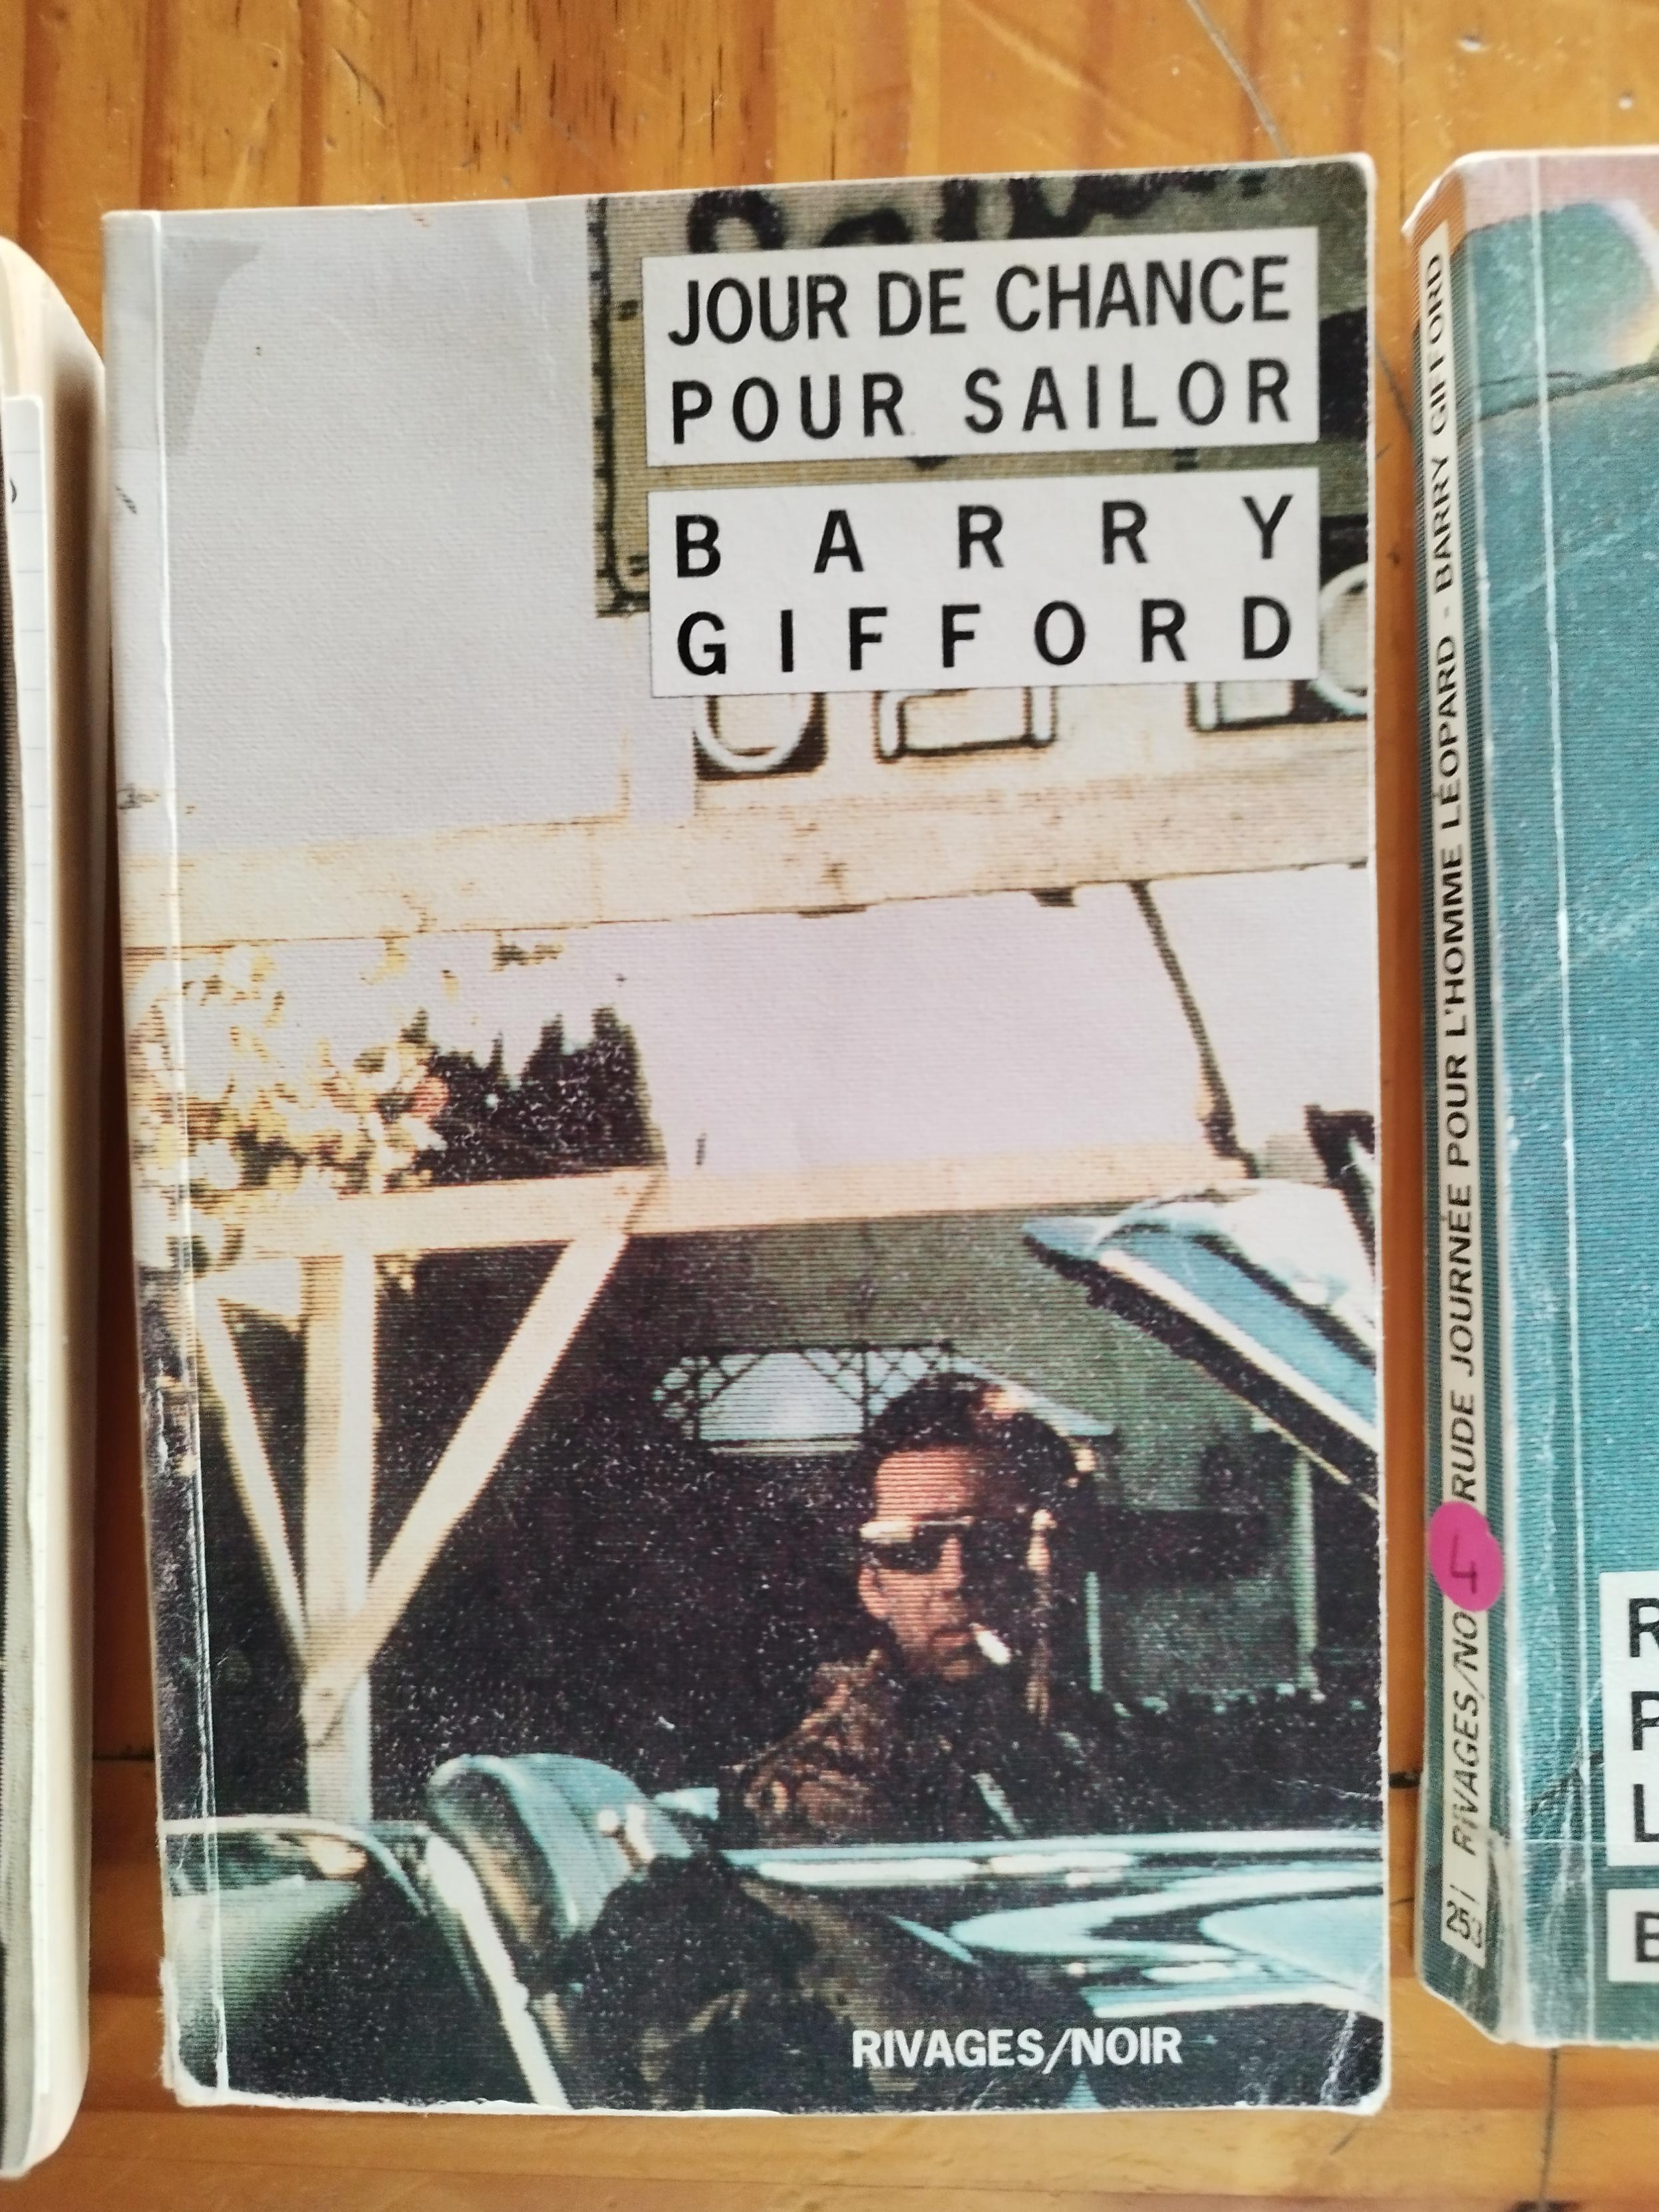 JOUR DE CHANCE
POUR SAILOR
BARRY
GIFFORD
RIVAGES/NOIR
RUDE JOURNÉE POUR L'HOMME LÉOPARD - BARRY GIFFORD
4
RIVAGES/NO
R
P
L
B